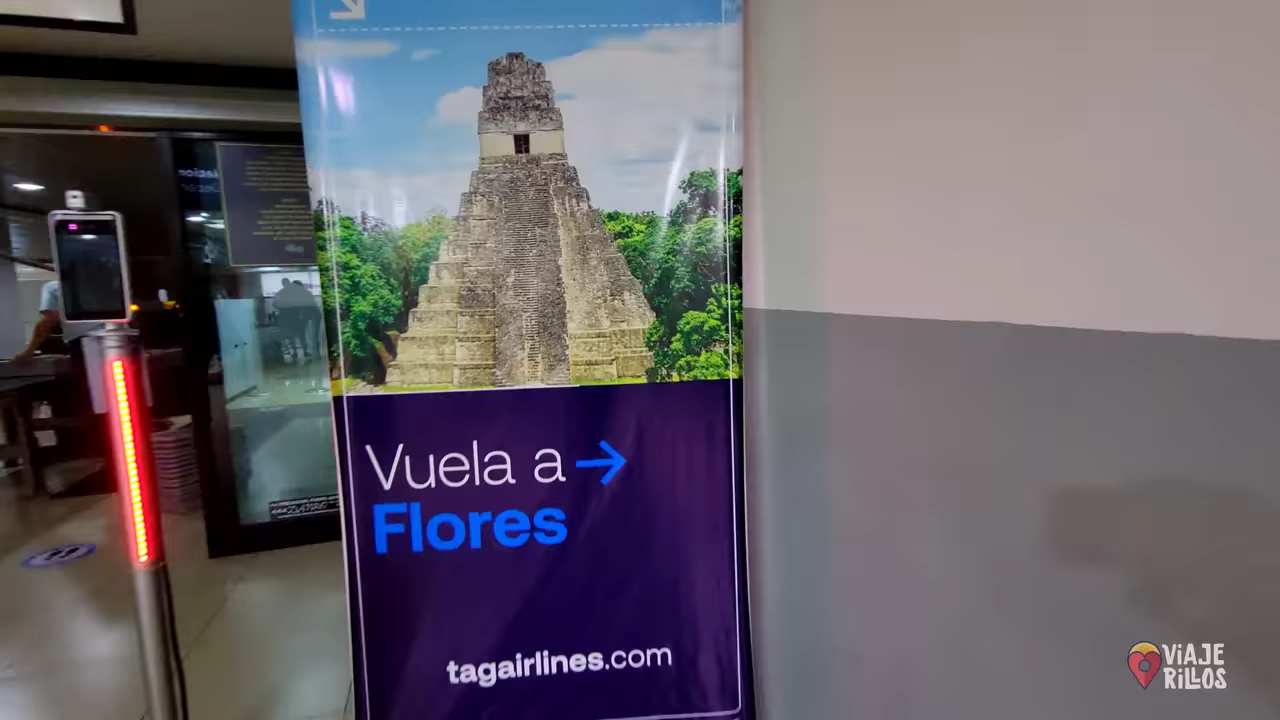 Vuela a →
Flores
tagairlines.com
VIAJE
RILLOS